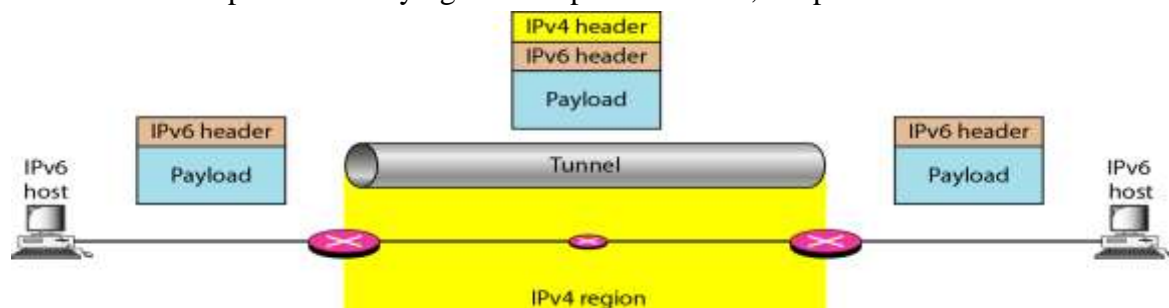 IPv4 header
IPv6 header
Payload
IPv6 header
Payload
IPv6 header
Payload
Tunnel
IPv6
host
IPv6
host
IPv4 region